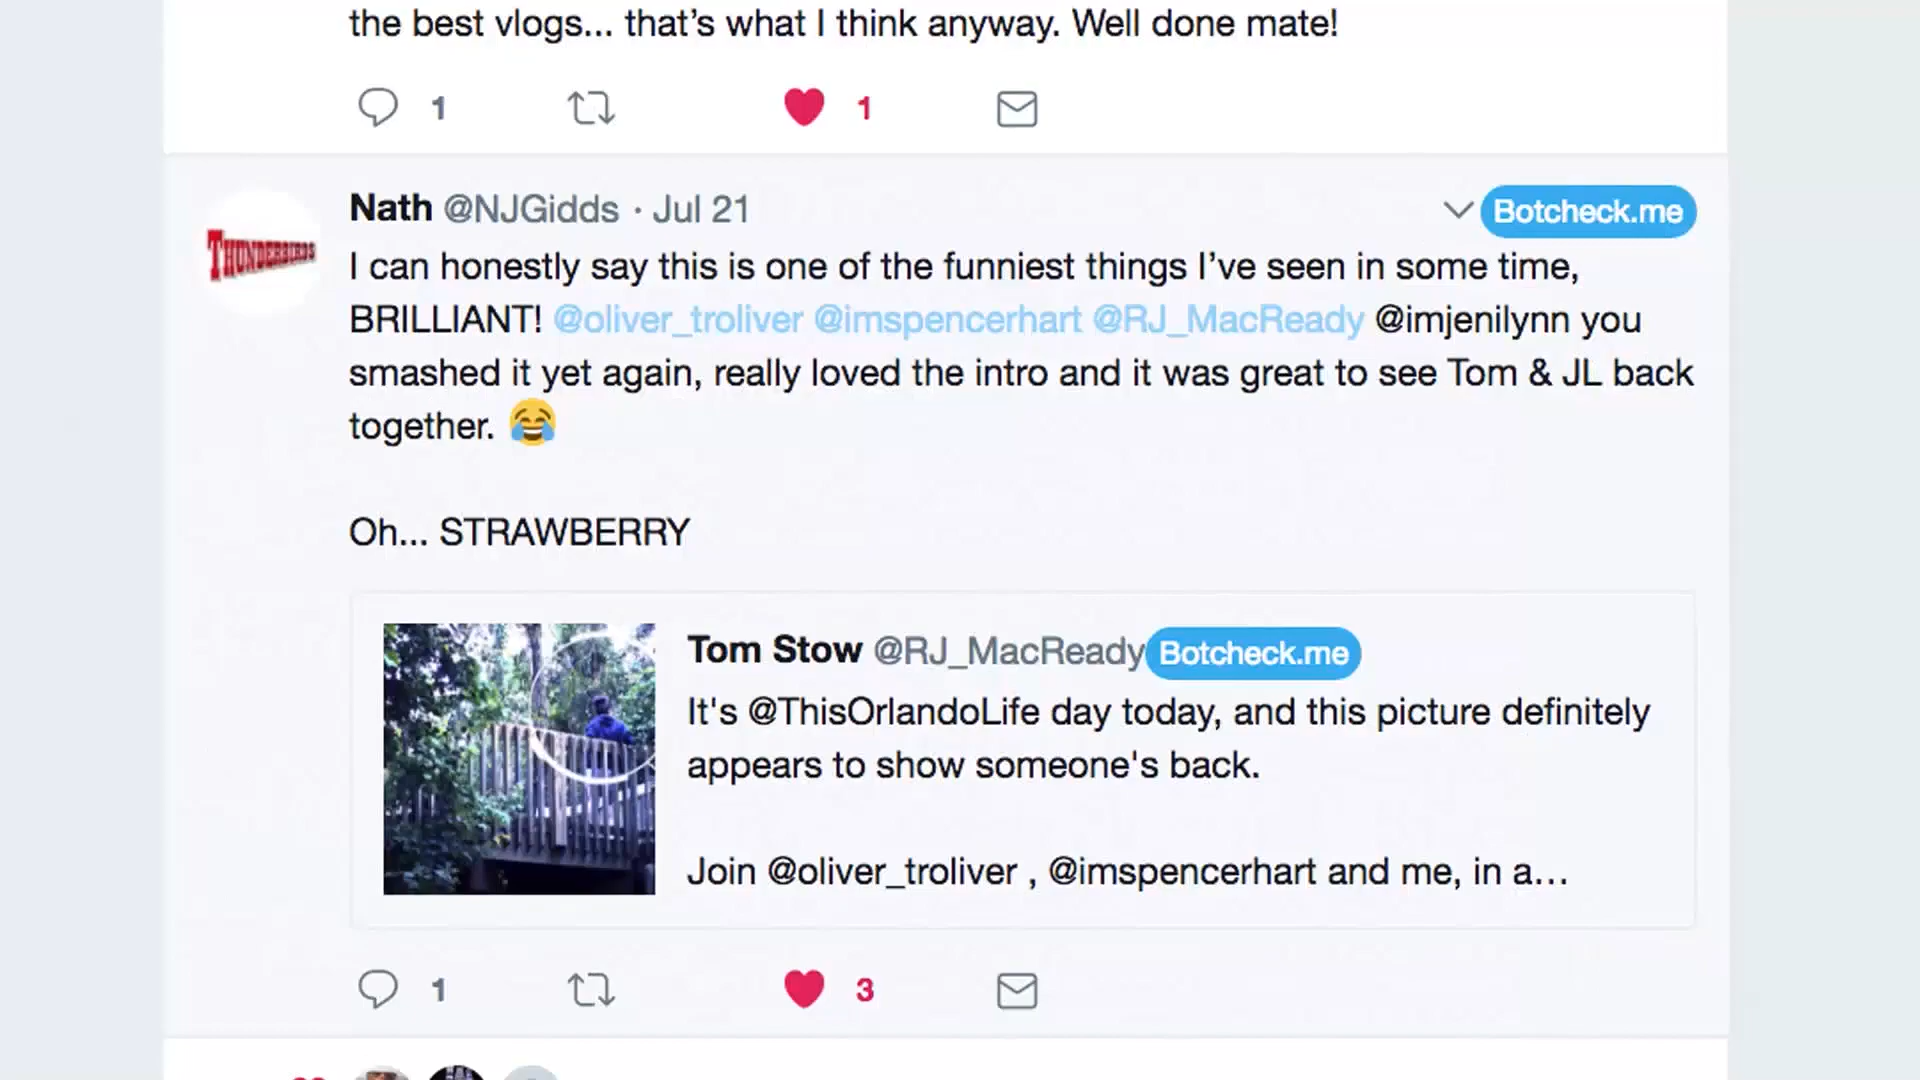 the best vlogs... that’s what I think anyway. Well done mate!
1
1
Nath @NJGidds · Jul 21
Botcheck.me
THUNDERBIRDS
I can honestly say this is one of the funniest things I’ve seen in some time,
BRILLIANT! @oliver_troliver @imspencerhart @RJ_MacReady @imjenilynn you
smashed it yet again, really loved the intro and it was great to see Tom & JL back
together. 😂
Oh... STRAWBERRY
Tom Stow @RJ_MacReady Botcheck.me
It's @ThisOrlandoLife day today, and this picture definitely
appears to show someone's back.
Join @oliver_troliver , @imspencerhart and me, in a...
1
3